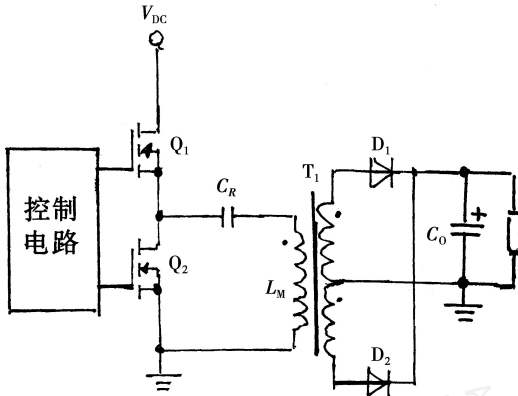 V_DC
Q₁
控制
电路
Q₂
C_R
L_M
T₁
D₁
C_O
+
D₂